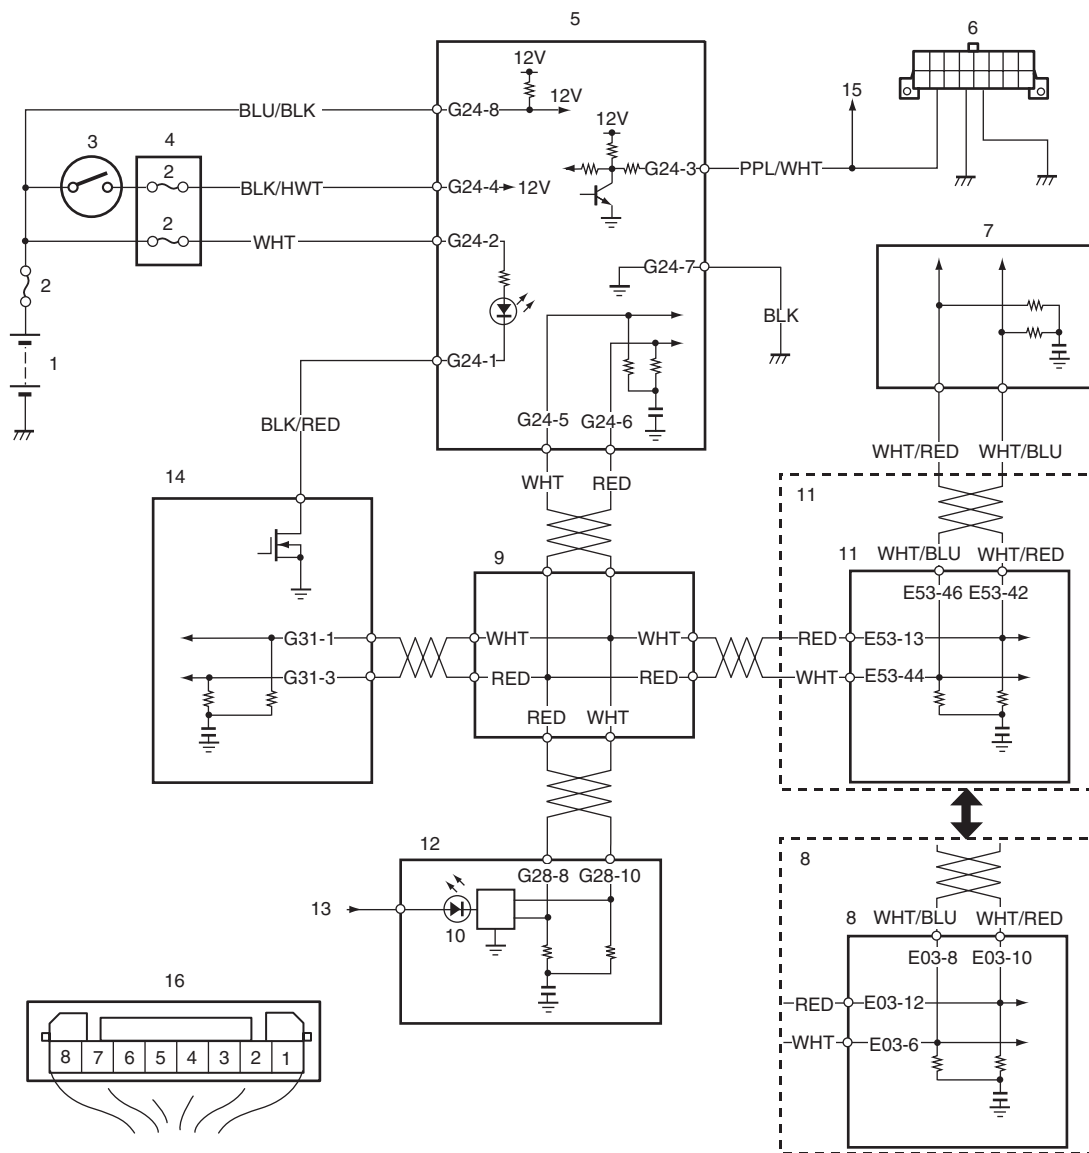 5
6
12V
12V
15
BLU/BLK
G24-8
12V
3
4
2
BLK/HWT
G24-4
12V
G24-3
PPL/WHT
2
WHT
G24-2
7
G24-7
2
BLK
1
G24-1
BLK/RED
G24-5
G24-6
WHT/RED
WHT/BLU
14
WHT
RED
11
9
11
WHT/BLU
WHT/RED
E53-46
E53-42
G31-1
WHT
WHT
RED
E53-13
G31-3
RED
RED
WHT
E53-44
RED
WHT
12
8
G28-8
G28-10
13
10
8
WHT/BLU
WHT/RED
E03-8
E03-10
16
RED
E03-12
WHT
E03-6
8 7 6 5 4 3 2 1